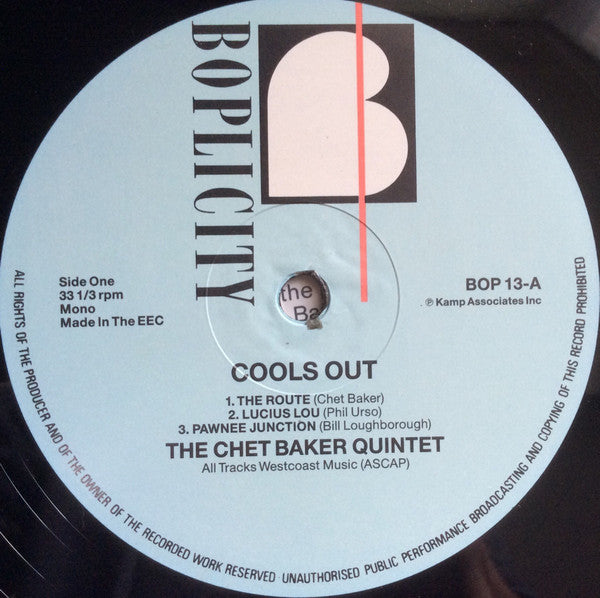 BOPLICITY
B
Side One
33 1/3 rpm
Mono
Made In The EEC
BOP 13-A
℗ Kamp Associates Inc
the
Ba
COOLS OUT
1. THE ROUTE (Chet Baker)
2. LUCIUS LOU (Phil Urso)
3. PAWNEE JUNCTION (Bill Loughborough)
THE CHET BAKER QUINTET
All Tracks Westcoast Music (ASCAP)
ALL RIGHTS OF THE PRODUCER AND OF THE OWNER OF THE RECORDED WORK RESERVED UNAUTHORISED PUBLIC PERFORMANCE BROADCASTING AND COPYING OF THIS RECORD PROHIBITED